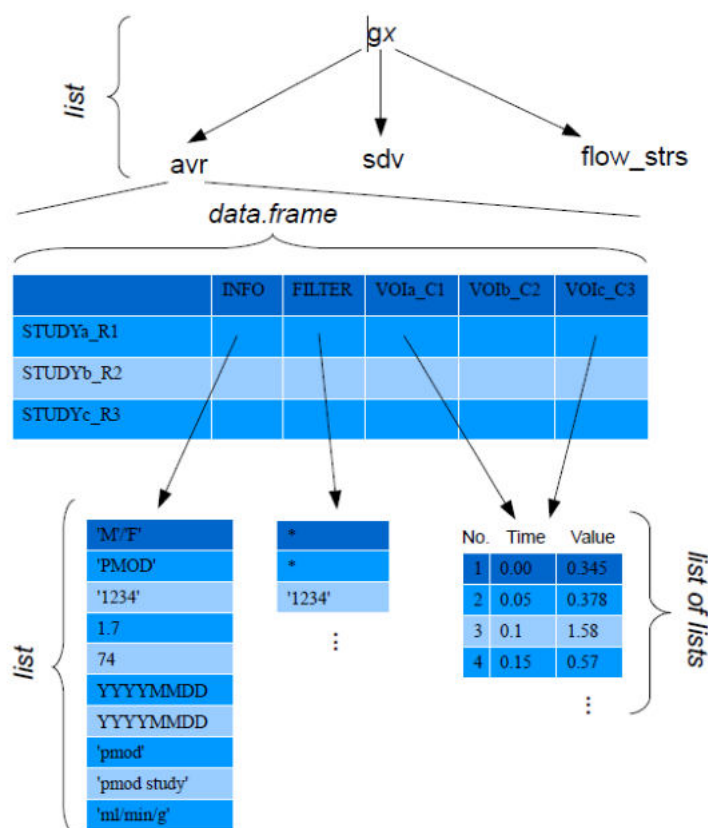 gx
list
avr sdv flow_strs
data.frame
INFO FILTER VOIa_C1 VOIb_C2 VOIc_C3
STUDYa_R1
STUDYb_R2
STUDYc_R3
list
'M'/'F'
'PMOD'
'1234'
1.7
74
YYYYMMDD
YYYYMMDD
'pmod'
'pmod study'
'ml/min/g'
*
*
'1234'
⋮
No. Time Value
1 0.00 0.345
2 0.05 0.378
3 0.1 1.58
4 0.15 0.57
⋮
list of lists